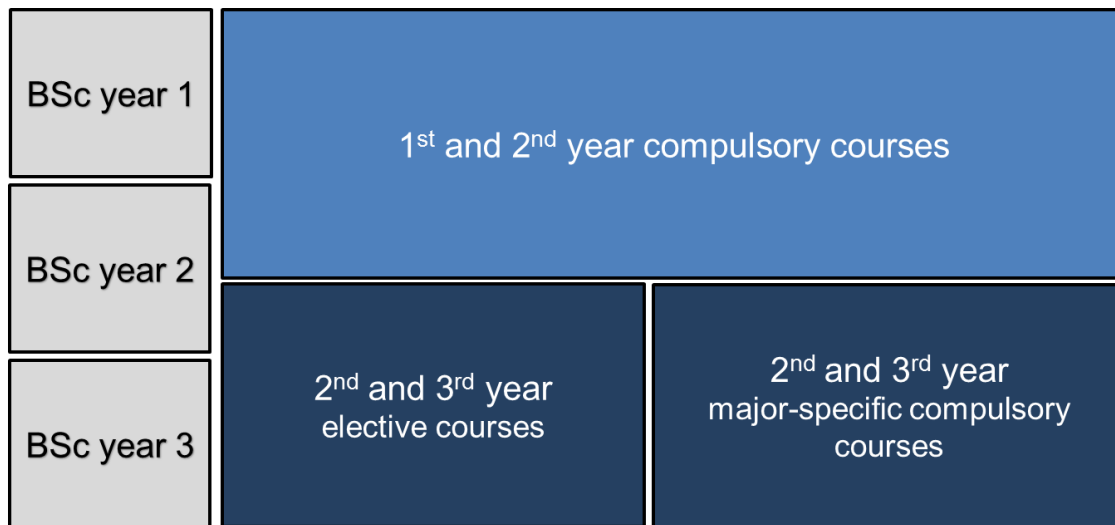 BSc year 1
1st and 2nd year compulsory courses
BSc year 2
2nd and 3rd year
elective courses
2nd and 3rd year
major-specific compulsory
courses
BSc year 3